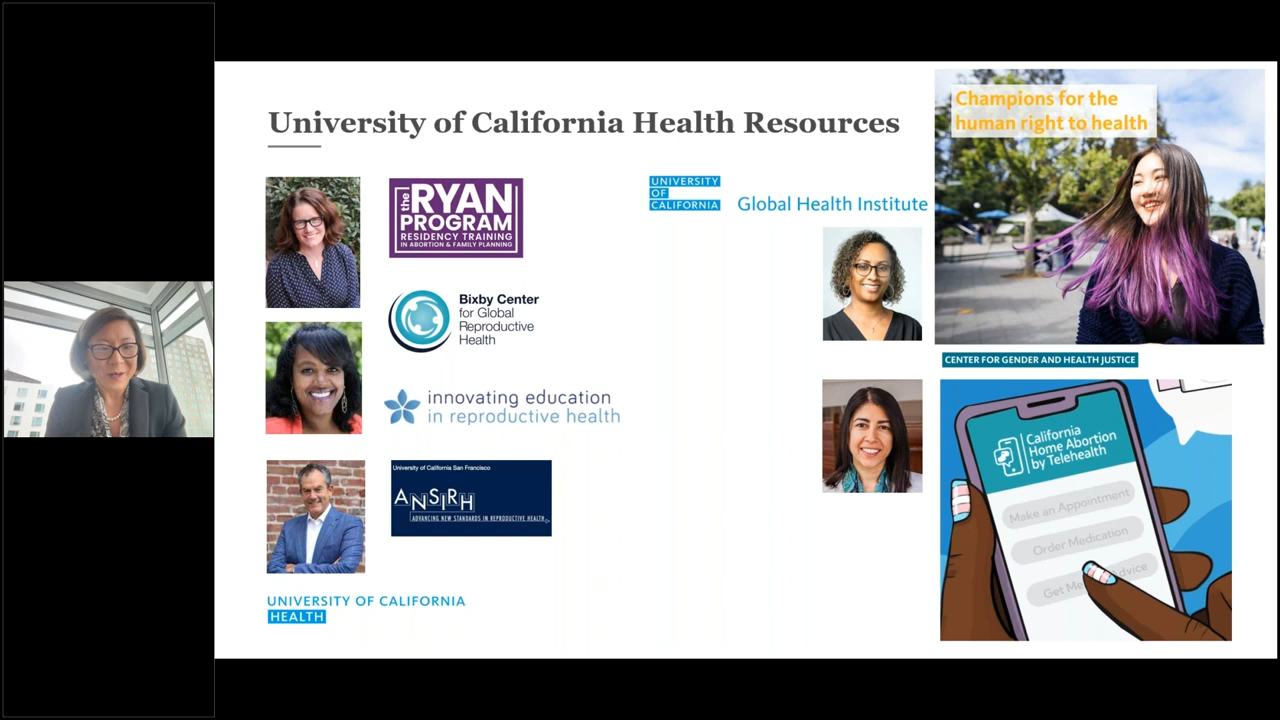 University of California Health Resources
the
RYAN
PROGRAM
RESIDENCY TRAINING
IN ABORTION & FAMILY PLANNING
Bixby Center
for Global
Reproductive
Health
innovating education
in reproductive health
University of California San Francisco
ANSIRH
ADVANCING NEW STANDARDS IN REPRODUCTIVE HEALTH
UNIVERSITY OF CALIFORNIA
HEALTH
UNIVERSITY
OF
CALIFORNIA
Global Health Institute
Champions for the
human right to health
CENTER FOR GENDER AND HEALTH JUSTICE
California
Home Abortion
by Telehealth
Make an Appointment
Order Medication
Get Me
Advice